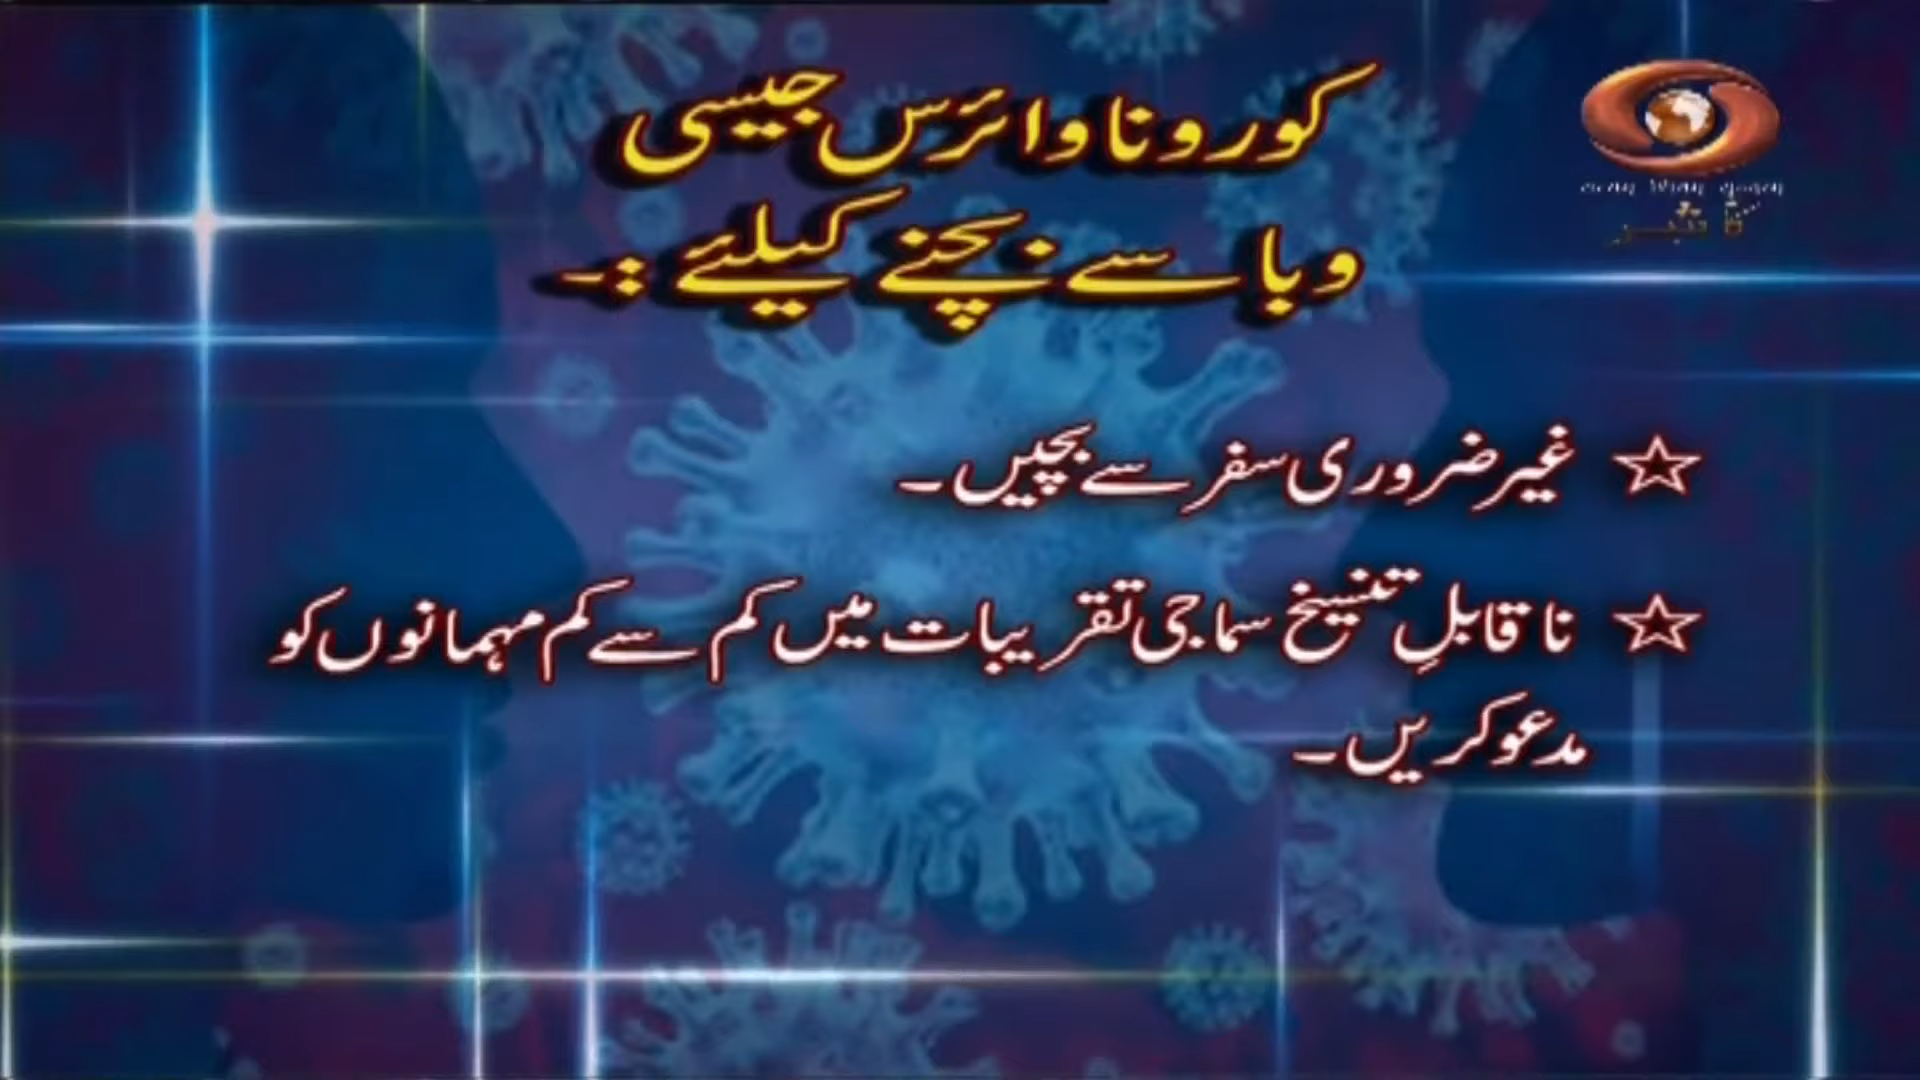 کورونا وائرس جیسی
وبا سے بچنے کیلئے :۔
☆ غیر ضروری سفر سے بچیں۔
☆ ناقابلِ تنسیخ سماجی تقریبات میں کم سے کم مہمانوں کو
مدعو کریں۔